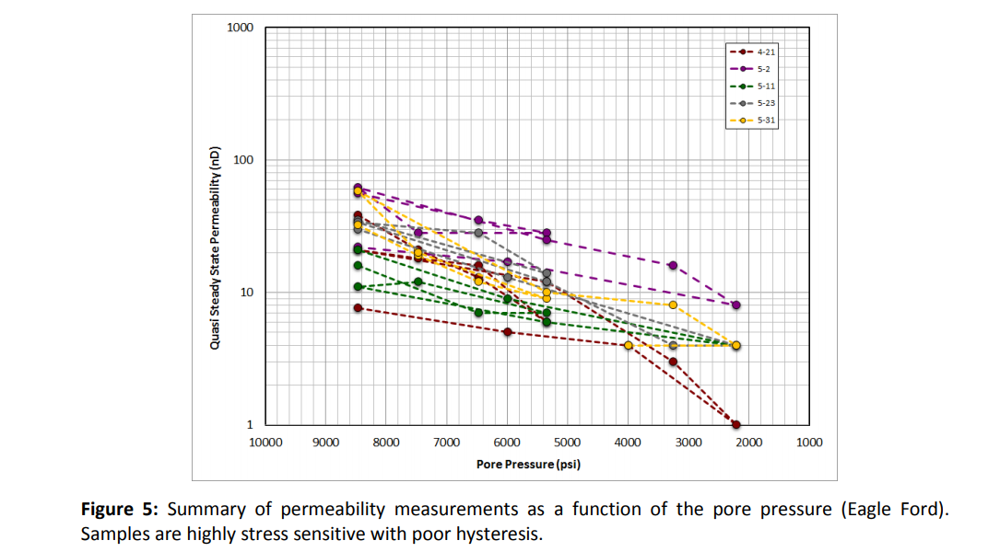 1000
100
10
1
Quasi Steady State Permeability (nD)
4-21
5-2
5-11
5-23
5-31
10000 9000 8000 7000 6000 5000 4000 3000 2000 1000
Pore Pressure (psi)
Figure 5: Summary of permeability measurements as a function of the pore pressure (Eagle Ford).
Samples are highly stress sensitive with poor hysteresis.